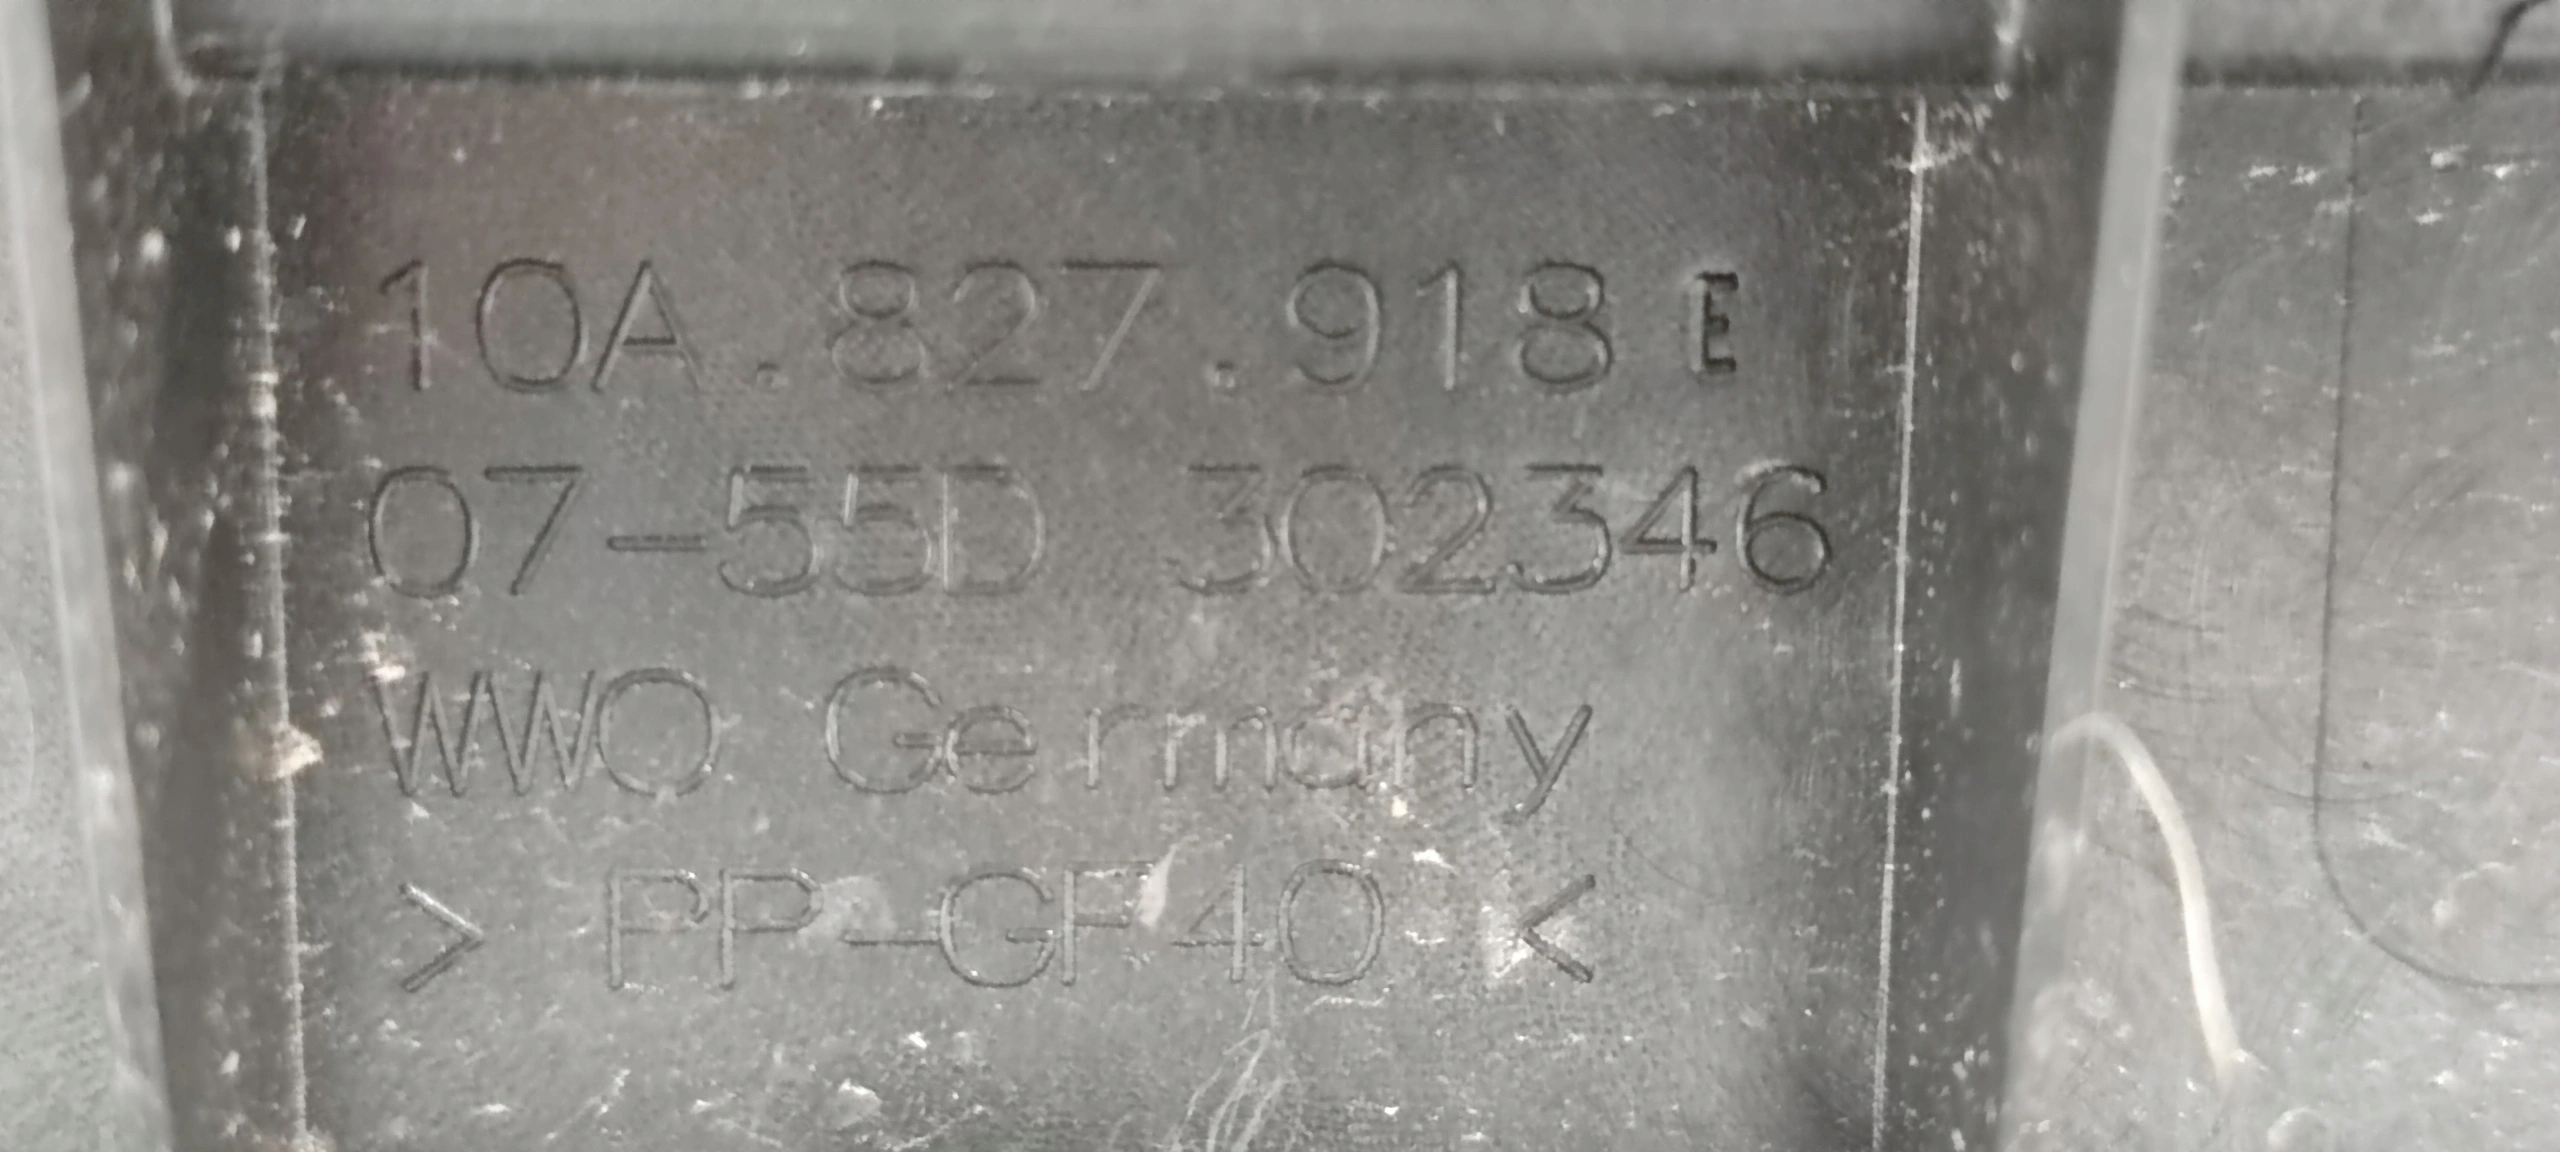 10A.827.918 E
07-55D 302346
WWO Germany
> PP-GF40 <